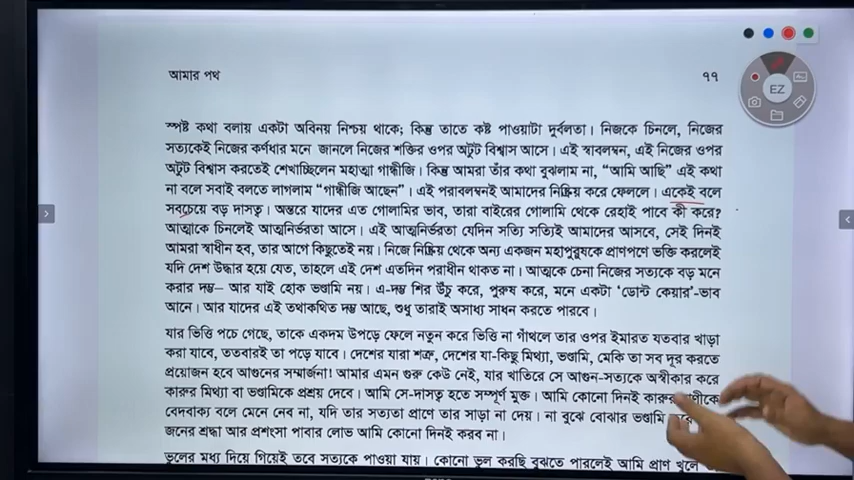 আমার পথ
৭৭
EZ
স্পষ্ট কথা বলায় একটা অবিনয় নিশ্চয় থাকে; কিন্তু তাতে কষ্ট পাওয়াটা দুর্বলতা। নিজকে চিনলে, নিজের
সত্যকেই নিজের কর্ণধার মনে জানলে নিজের শক্তির ওপর অটুট বিশ্বাস আসে। এই স্বাবলম্বন, এই নিজের ওপর
অটুট বিশ্বাস করতেই শেখাচ্ছিলেন মহাত্মা গান্ধীজি। কিন্তু আমরা তাঁর কথা বুঝলাম না, “আমি আছি” এই কথা
না বলে সবাই বলতে লাগলাম “গান্ধীজি আছেন”। এই পরাবলম্বনই আমাদের নিষ্ক্রিয় করে ফেললে। একেই বলে
সবচেয়ে বড় দাসত্ব। অন্তরে যাদের এত গোলামির ভাব, তারা বাইরের গোলামি থেকে রেহাই পাবে কী করে?
আত্মাকে চিনলেই আত্মনির্ভরতা আসে। এই আত্মনির্ভরতা যেদিন সত্যি সত্যিই আমাদের আসবে, সেই দিনই
আমরা স্বাধীন হব, তার আগে কিছুতেই নয়। নিজে নিষ্ক্রিয় থেকে অন্য একজন মহাপুরুষকে প্রাণপণে ভক্তি করলেই
যদি দেশ উদ্ধার হয়ে যেত, তাহলে এই দেশ এতদিন পরাধীন থাকত না। আত্মকে চেনা নিজের সত্যকে বড় মনে
করার দম্ভ– আর যাই হোক ভণ্ডামি নয়। এ-দম্ভ শির উঁচু করে, পুরুষ করে, মনে একটা ‘ডোন্ট কেয়ার’-ভাব
আনে। আর যাদের এই তথাকথিত দম্ভ আছে, শুধু তারাই অসাধ্য সাধন করতে পারবে।
যার ভিত্তি পচে গেছে, তাকে একদম উপড়ে ফেলে নতুন করে ভিত্তি না গাঁথলে তার ওপর ইমারত যতবার খাড়া
করা যাবে, ততবারই তা পড়ে যাবে। দেশের যারা শত্রু, দেশের যা-কিছু মিথ্যা, ভণ্ডামি, মেকি তা সব দূর করতে
প্রয়োজন হবে আগুনের সম্মার্জনা! আমার এমন গুরু কেউ নেই, যার খাতিরে সে আগুন-সত্যকে অস্বীকার করে
কারুর মিথ্যা বা ভণ্ডামিকে প্রশ্রয় দেবে। আমি সে-দাসত্ব হতে সম্পূর্ণ মুক্ত। আমি কোনো দিনই কারুর
বেদবাক্য বলে মেনে নেব না, যদি তার সত্যতা প্রাণে তার সাড়া না দেয়। না বুঝে বোঝার ভণ্ডামি
জনের শ্রদ্ধা আর প্রশংসা পাবার লোভ আমি কোনো দিনই করব না।
ভুলের মধ্য দিয়ে গিয়েই তবে সত্যকে পাওয়া যায়। কোনো ভুল করছি বুঝতে পারলেই আমি প্রাণ খুলে